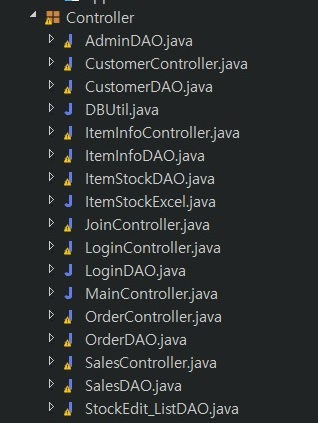 Controller
AdminDAO.java
CustomerController.java
CustomerDAO.java
DBUtil.java
ItemInfoController.java
ItemInfoDAO.java
ItemStockDAO.java
ItemStockExcel.java
JoinController.java
LoginController.java
LoginDAO.java
MainController.java
OrderController.java
OrderDAO.java
SalesController.java
SalesDAO.java
StockEdit_ListDAO.java